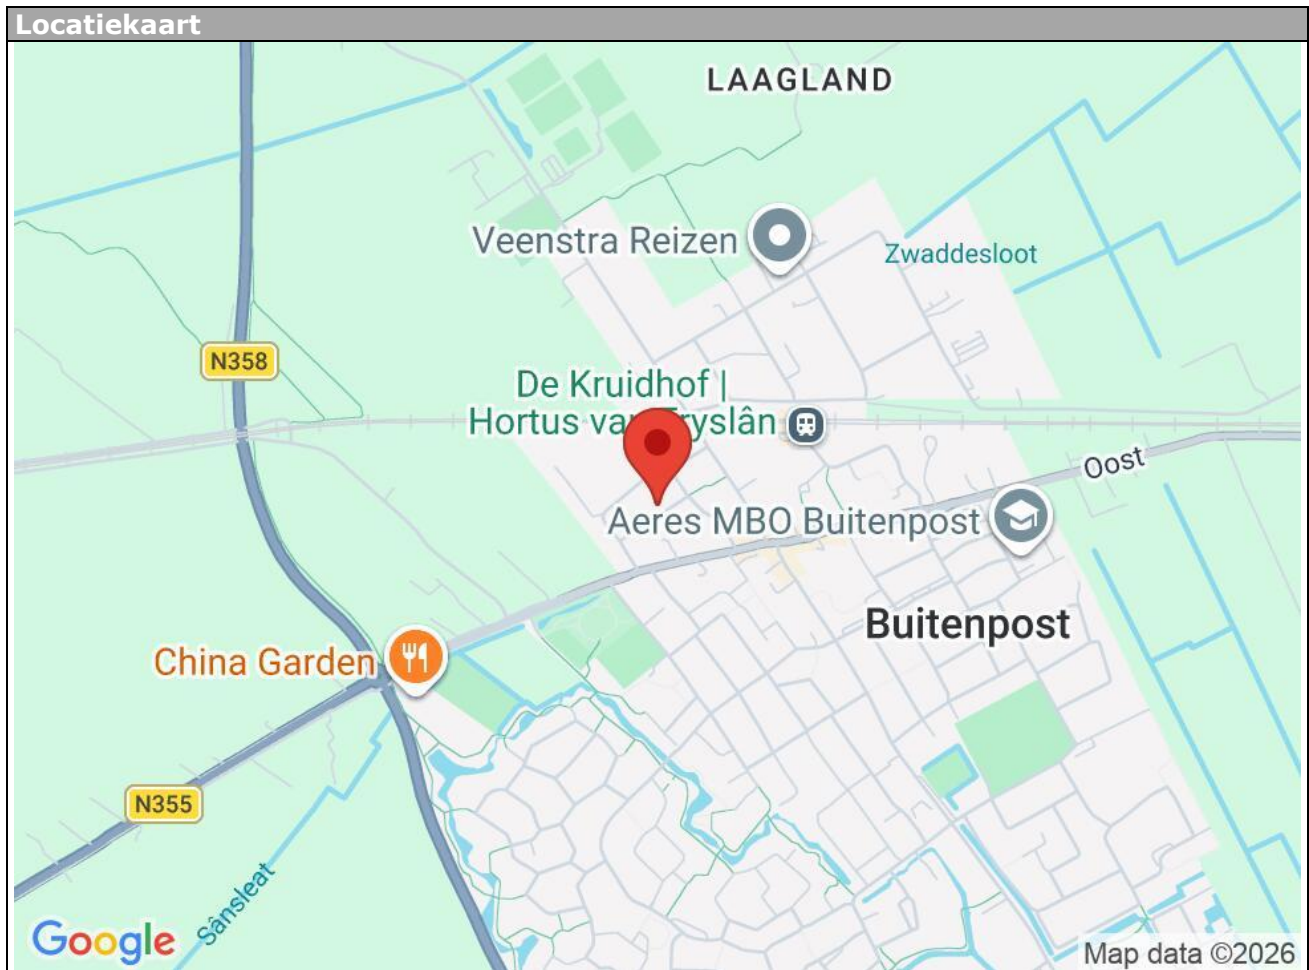 Locatiekaart
LAAGLAND
Veenstra Reizen
Zwaddesloot
N358
De Kruidhof |
Hortus van Fryslân
Oost
Aeres MBO Buitenpost
Buitenpost
China Garden
N355
Sânsleat
Google
Map data ©2026